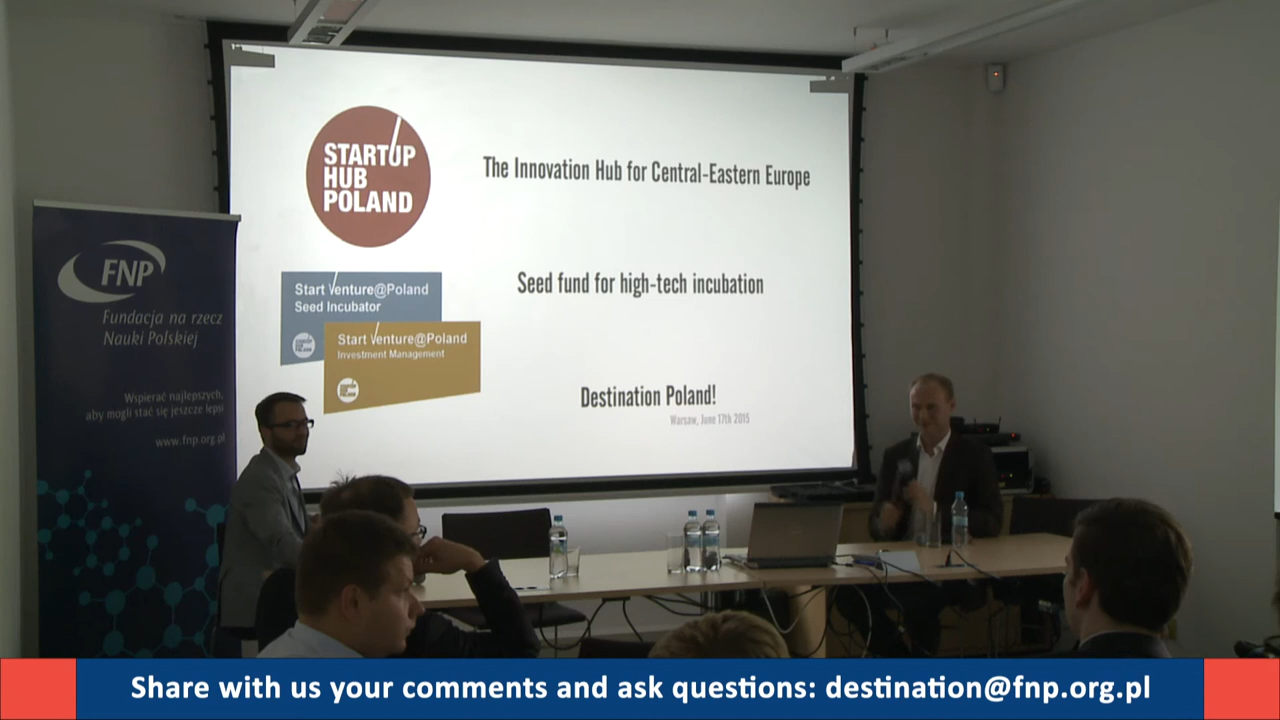 STARTUP
HUB
POLAND
The Innovation Hub for Central-Eastern Europe
Seed fund for high-tech incubation
Start Venture@Poland
Seed Incubator
Start Venture@Poland
Investment Management
Destination Poland!
Warsaw, June 17th 2015
FNP
Fundacja na rzecz
Nauki Polskiej
Wspierać najlepszych,
aby mogli stać się jeszcze lepsi
www.fnp.org.pl
Share with us your comments and ask questions: destination@fnp.org.pl